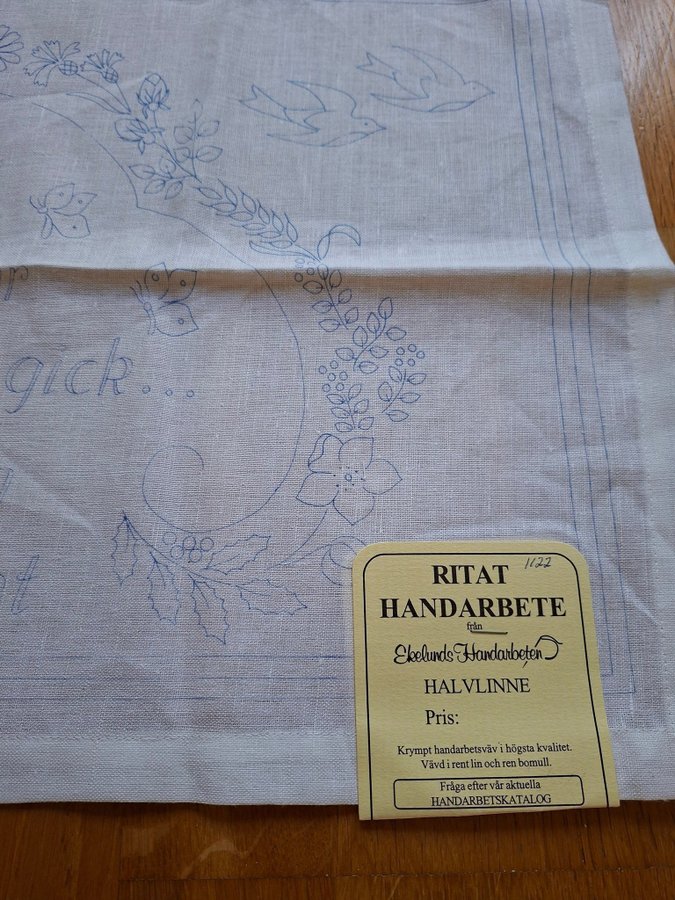 gick...
1122
RITAT
HANDARBETE
från
Ekelunds Handarbeten
HALVLINNE
Pris:
Krympt handarbetsväv i högsta kvalitet.
Vävd i rent lin och ren bomull.
Fråga efter vår aktuella
HANDARBETSKATALOG